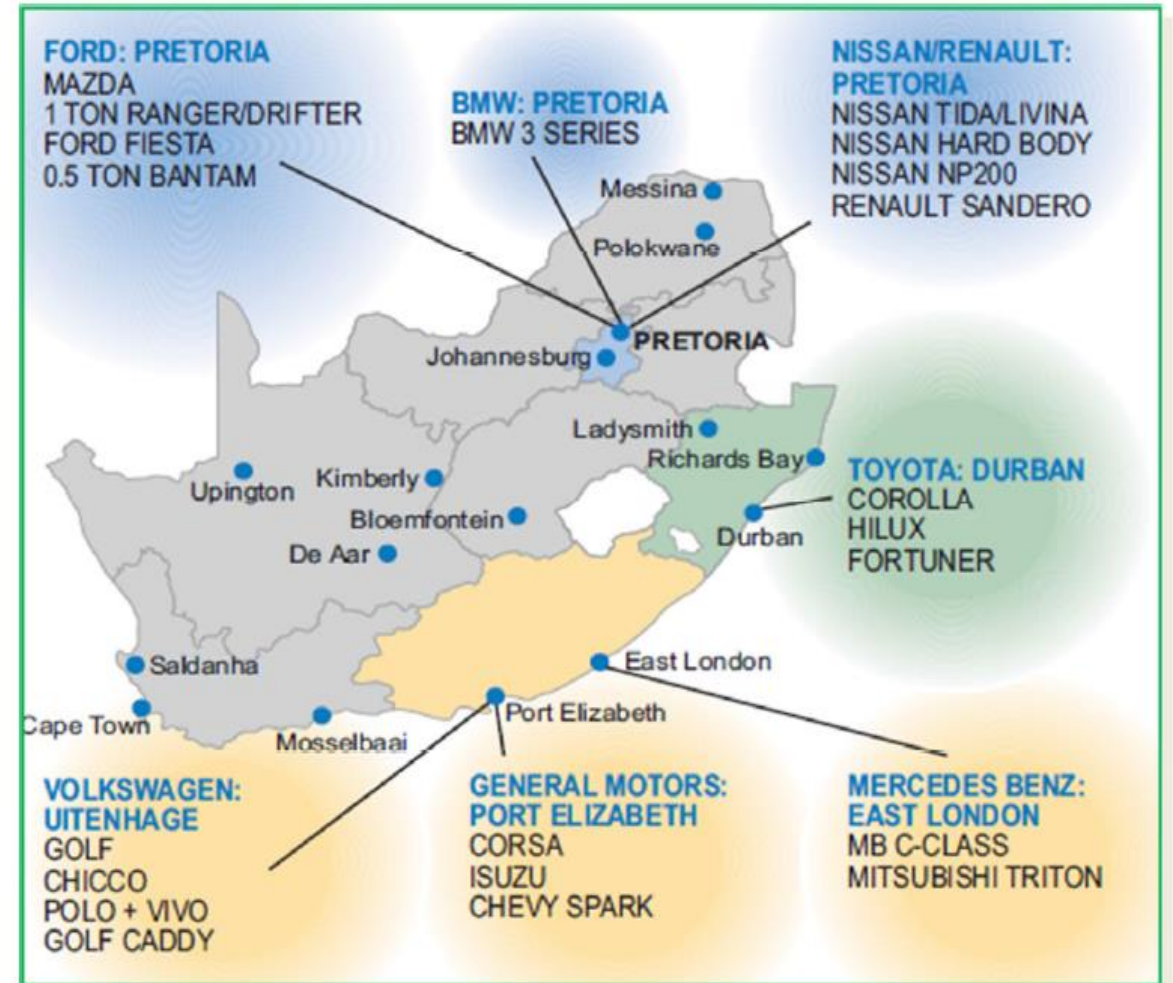 FORD: PRETORIA
MAZDA
1 TON RANGER/DRIFTER
FORD FIESTA
0.5 TON BANTAM
BMW: PRETORIA
BMW 3 SERIES
NISSAN/RENAULT:
PRETORIA
NISSAN TIDA/LIVINA
NISSAN HARD BODY
NISSAN NP200
RENAULT SANDERO
Messina
Polokwane
PRETORIA
Johannesburg
Ladysmith
Richards Bay
Upington
Kimberly
Bloemfontein
Durban
De Aar
TOYOTA: DURBAN
COROLLA
HILUX
FORTUNER
Saldanha
East London
Cape Town
Port Elizabeth
Mosselbaai
VOLKSWAGEN:
UITENHAGE
GOLF
CHICCO
POLO + VIVO
GOLF CADDY
GENERAL MOTORS:
PORT ELIZABETH
CORSA
ISUZU
CHEVY SPARK
MERCEDES BENZ:
EAST LONDON
MB C-CLASS
MITSUBISHI TRITON